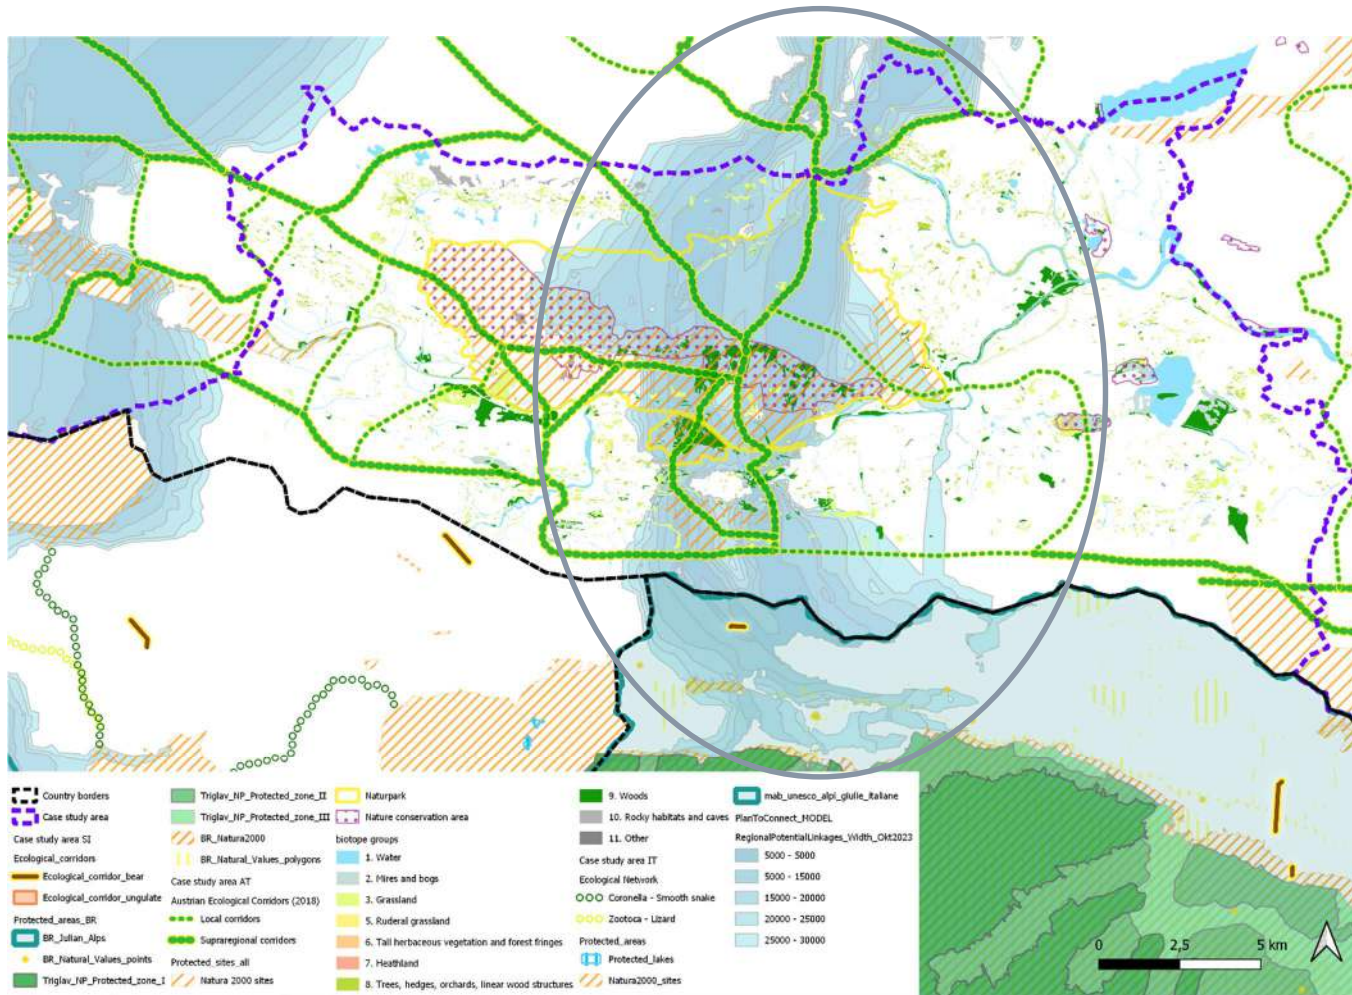 Country borders
Case study area
Case study area SI
Ecological_corridors
Ecological_corridor_bear
Ecological_corridor_ungulate
Protected_areas_BR
BR_Julian_Alps
BR_Natural_Values_points
Triglav_NP_Protected_zone_I
Triglav_NP_Protected_zone_II
Triglav_NP_Protected_zone_III
BR_Natura2000
BR_Natural_Values_polygons
Case study area AT
Austrian Ecological Corridors (2018)
Local corridors
Supraregional corridors
Protected_sites_all
Natura 2000 sites
Naturpark
Nature conservation area
biotope groups
1. Water
2. Mires and bogs
3. Grassland
5. Ruderal grassland
6. Tall herbaceous vegetation and forest fringes
7. Heathland
8. Trees, hedges, orchards, linear wood structures
9. Woods
10. Rocky habitats and caves
11. Other
Case study area IT
Ecological Network
Coronella - Smooth snake
Zootoca - Lizard
Protected_areas
Protected_lakes
Natura2000_sites
mab_unesco_alpi_giulie_italiane
PlanToConnect_MODEL
RegionalPotentialLinkages_Width_Okt2023
5000 - 5000
5000 - 15000
15000 - 20000
20000 - 25000
25000 - 30000
0 2,5 5 km